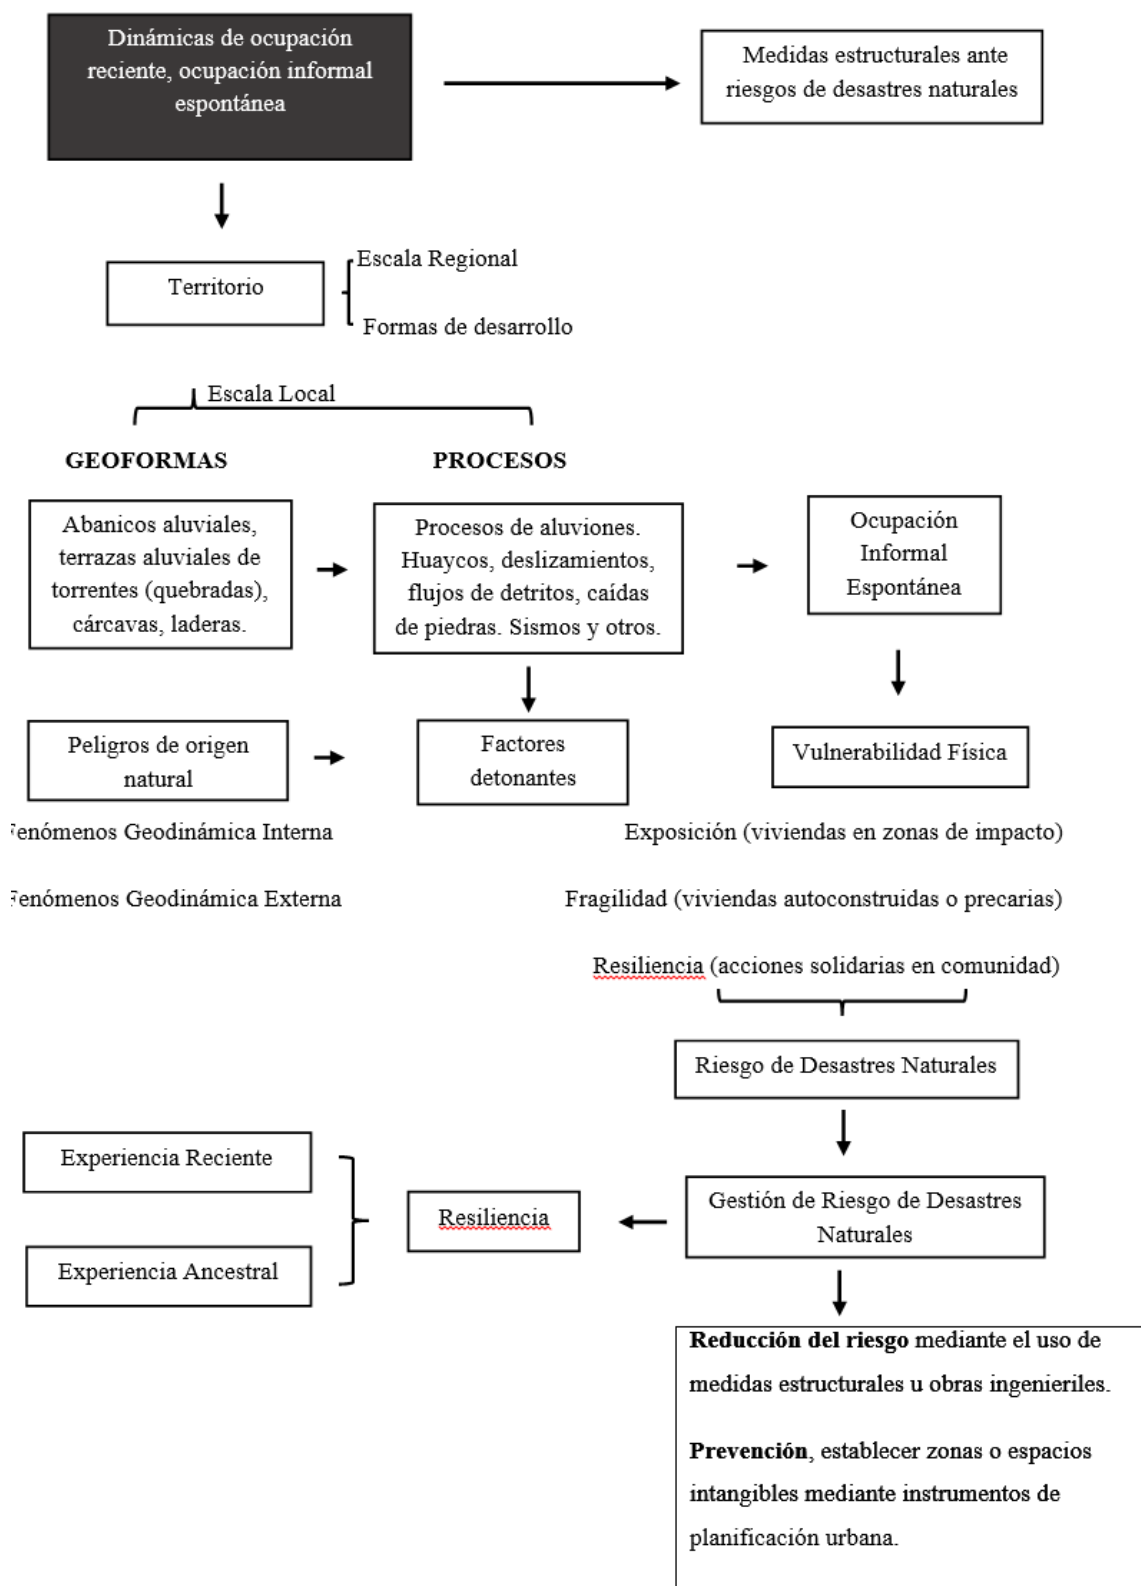 Dinámicas de ocupación
reciente, ocupación informal
espontánea
Medidas estructurales ante
riesgos de desastres naturales
Territorio
Escala Regional
Formas de desarrollo
Escala Local
GEOFORMAS
PROCESOS
Abanicos aluviales,
terrazas aluviales de
torrentes (quebradas),
cárcavas, laderas.
Procesos de aluviones.
Huaycos, deslizamientos,
flujos de detritos, caídas
de piedras. Sismos y otros.
Ocupación
Informal
Espontánea
Peligros de origen
natural
Factores
detonantes
Vulnerabilidad Física
Fenómenos Geodinámica Interna
Exposición (viviendas en zonas de impacto)
Fenómenos Geodinámica Externa
Fragilidad (viviendas autoconstruidas o precarias)
Resiliencia (acciones solidarias en comunidad)
Riesgo de Desastres Naturales
Experiencia Reciente
Experiencia Ancestral
Resiliencia
Gestión de Riesgo de Desastres
Naturales
Reducción del riesgo mediante el uso de
medidas estructurales u obras ingenieriles.
Prevención, establecer zonas o espacios
intangibles mediante instrumentos de
planificación urbana.